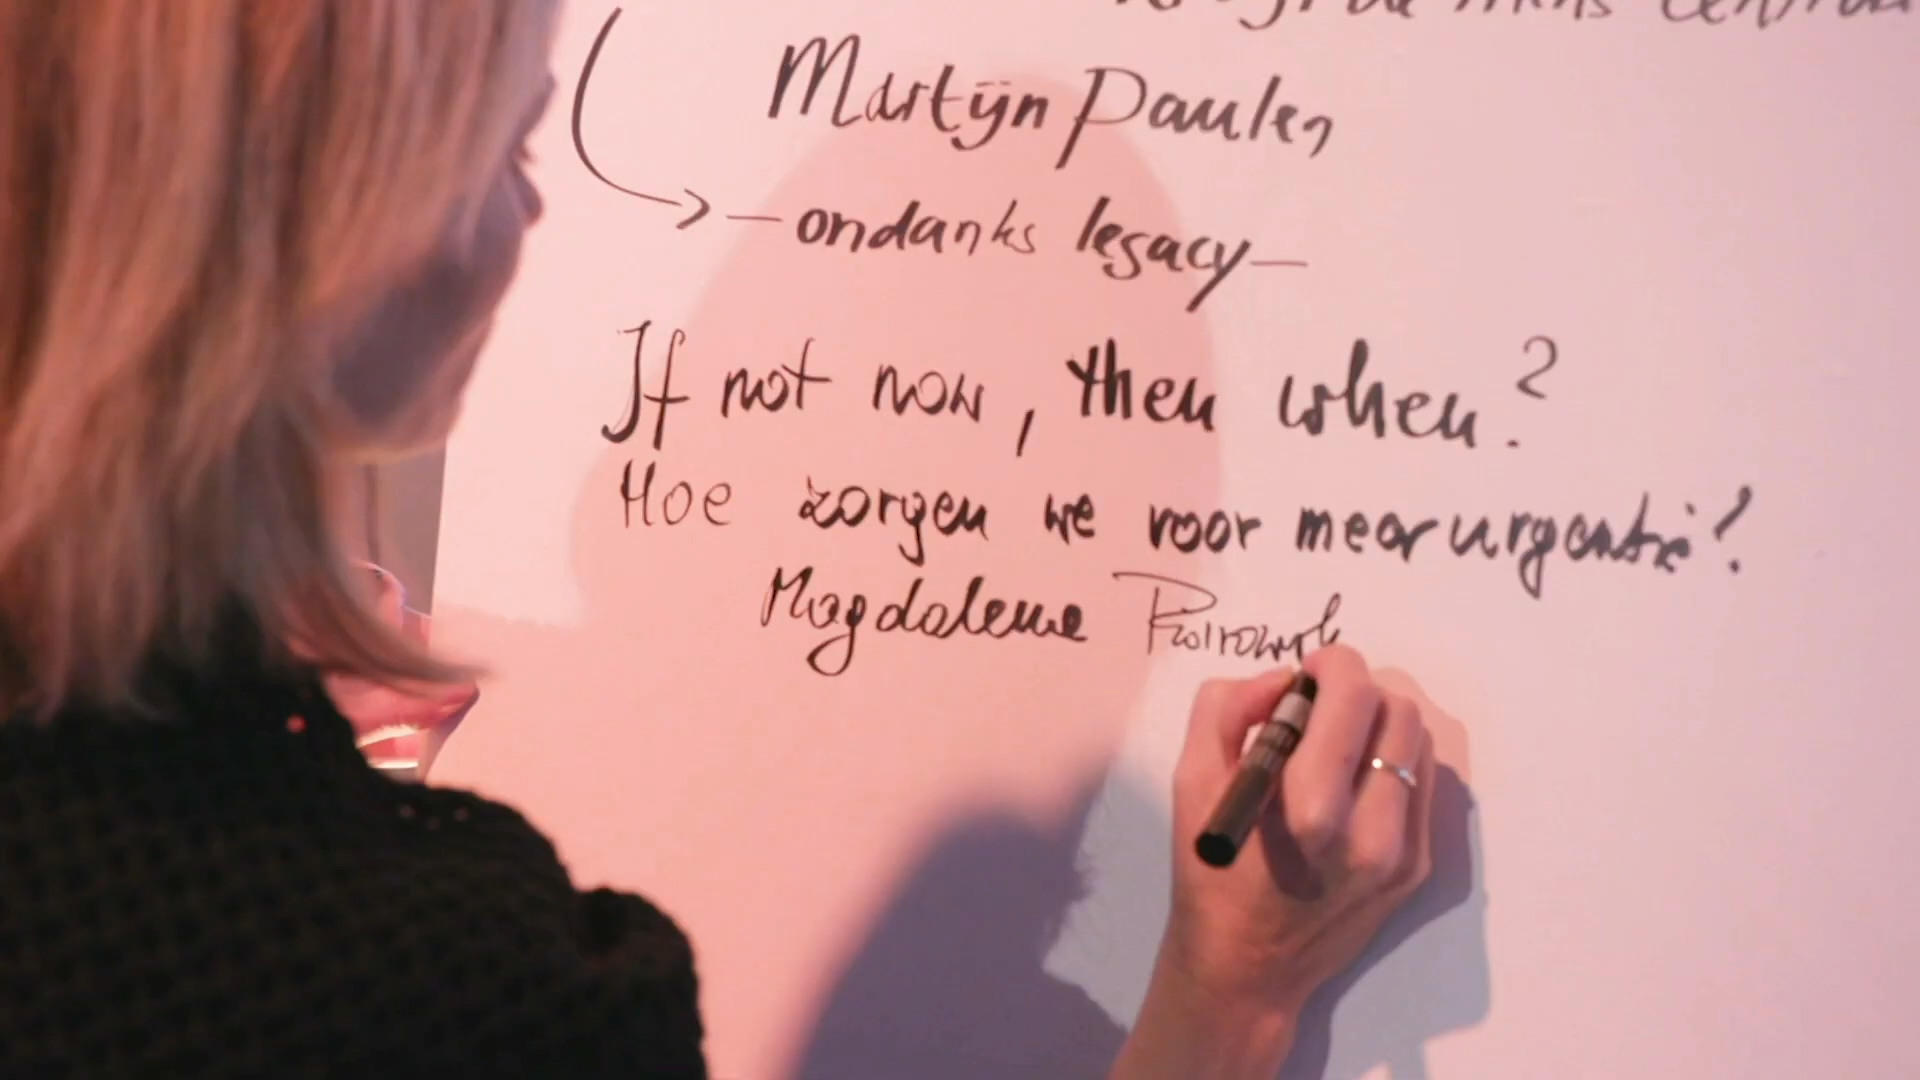 Martijn Paulen
— ondanks legacy —
If not now, then when?
Hoe zorgen we voor meer urgentie?
Magdalena